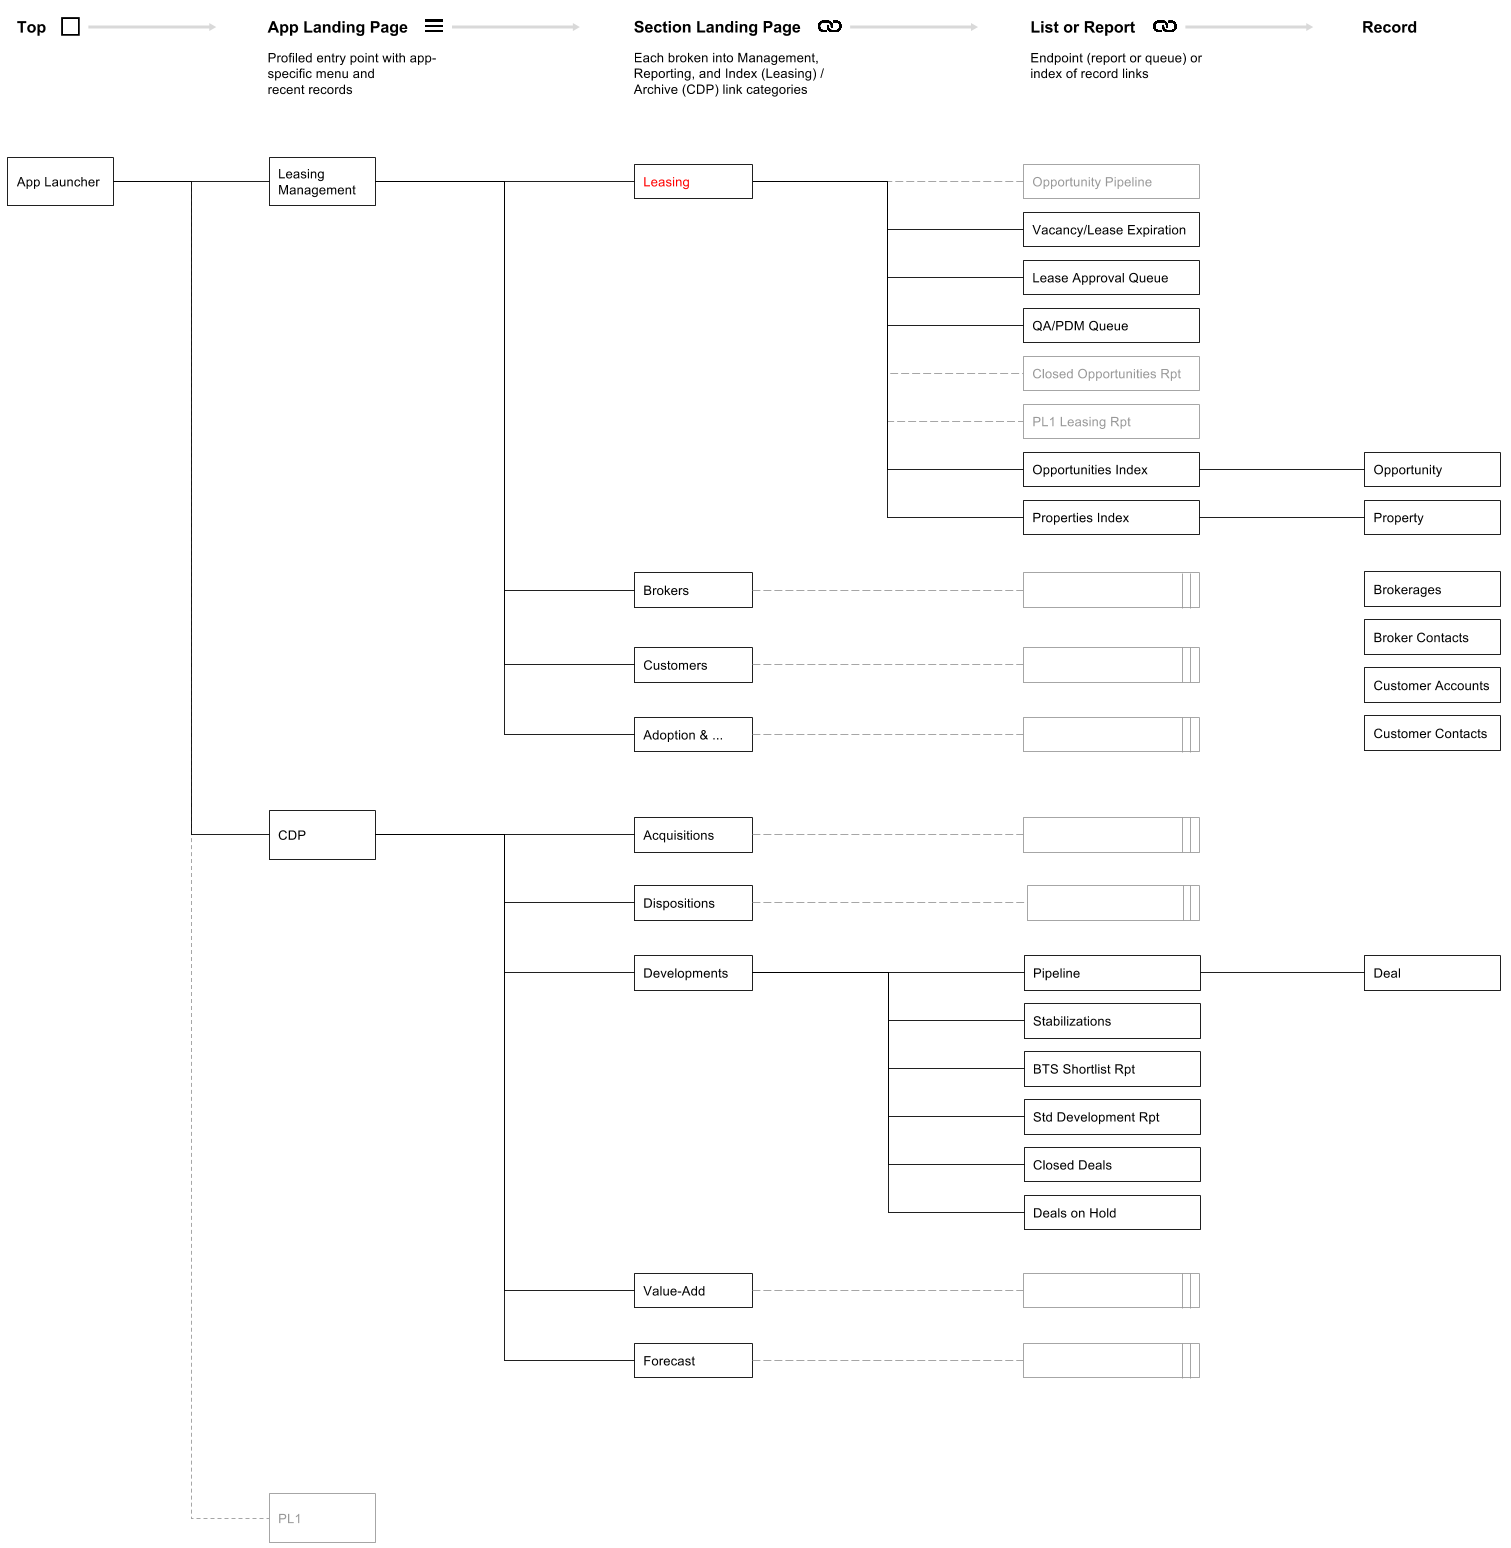 Top
App Landing Page
Section Landing Page
List or Report
Record
Profiled entry point with app-
specific menu and
recent records
Each broken into Management,
Reporting, and Index (Leasing) /
Archive (CDP) link categories
Endpoint (report or queue) or
index of record links
App Launcher
Leasing
Management
Leasing
Opportunity Pipeline
Vacancy/Lease Expiration
Lease Approval Queue
QA/PDM Queue
Closed Opportunities Rpt
PL1 Leasing Rpt
Opportunities Index
Opportunity
Properties Index
Property
Brokers
Brokerages
Broker Contacts
Customers
Customer Accounts
Adoption & ...
Customer Contacts
CDP
Acquisitions
Dispositions
Developments
Pipeline
Deal
Stabilizations
BTS Shortlist Rpt
Std Development Rpt
Closed Deals
Deals on Hold
Value-Add
Forecast
PL1